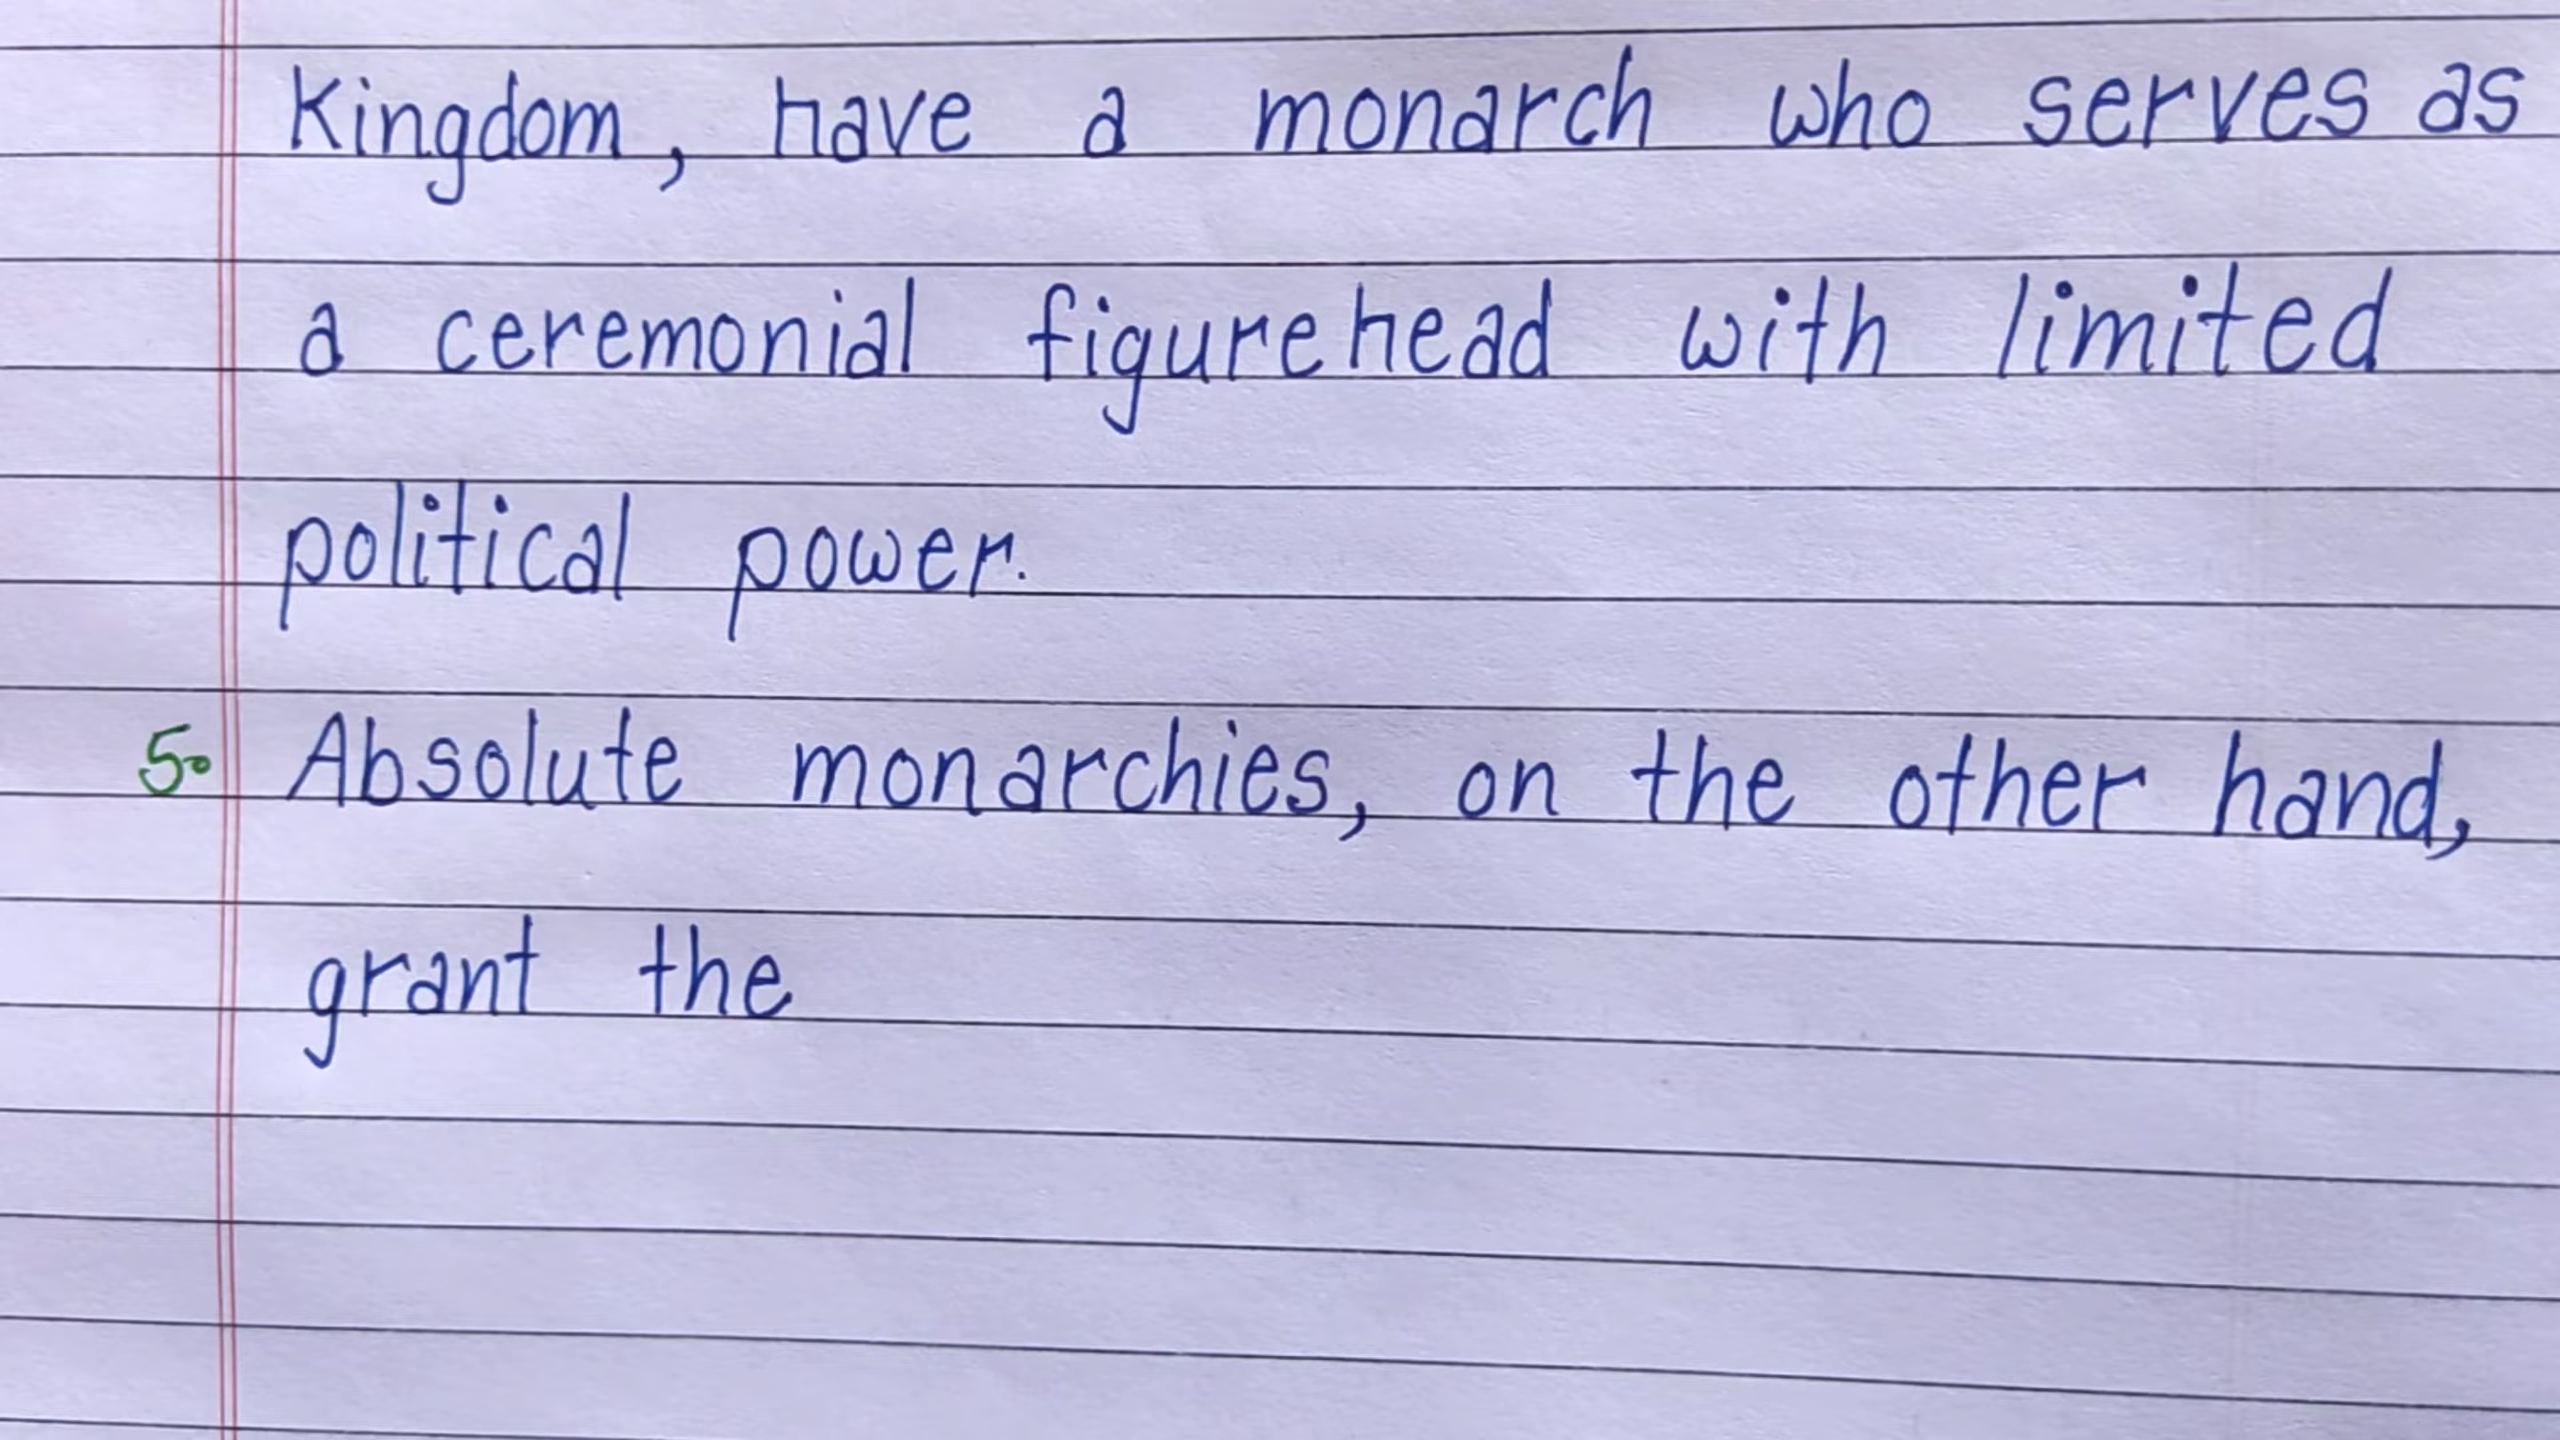 Kingdom, have a monarch who serves as
a ceremonial figurehead with limited
political power.
5. Absolute monarchies, on the other hand,
grant the